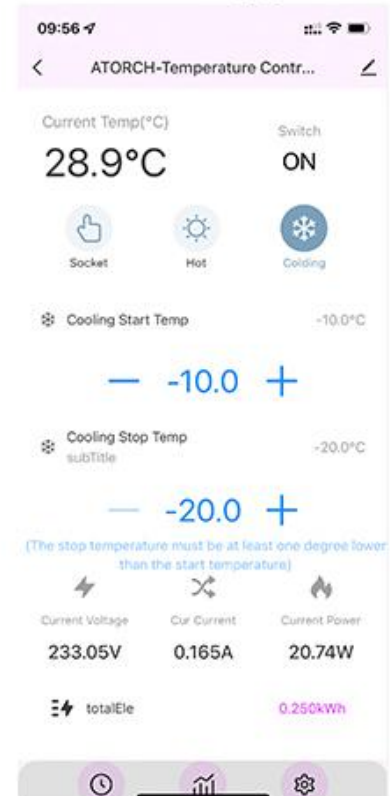 09:56
ATORCH-Temperature Contr...
Current Temp(°C)
Switch
28.9°C
ON
Socket
Hot
Colding
Cooling Start Temp
-10.0°C
— -10.0 +
Cooling Stop Temp
subTitle
-20.0°C
— -20.0 +
(The stop temperature must be at least one degree lower
than the start temperature)
Current Voltage
Cur Current
Current Power
233.05V
0.165A
20.74W
totalEle
0.250kWh